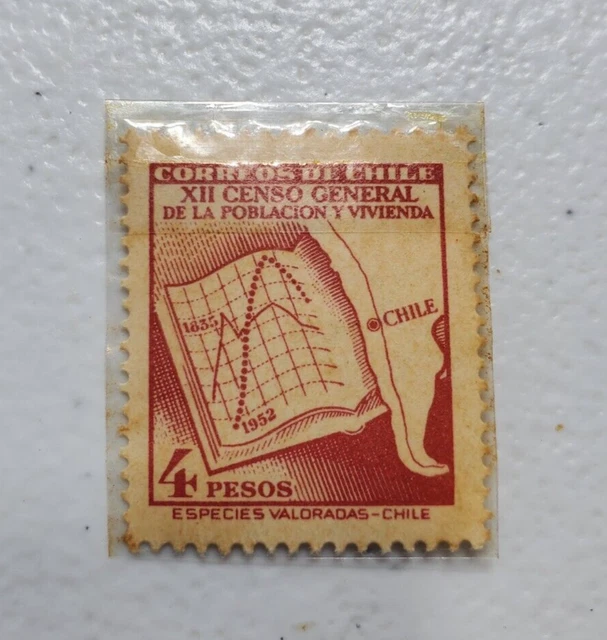 CORREOS DE CHILE
XII CENSO GENERAL
DE LA POBLACION Y VIVIENDA
CHILE
1835
1952
4 PESOS
ESPECIES VALORADAS-CHILE